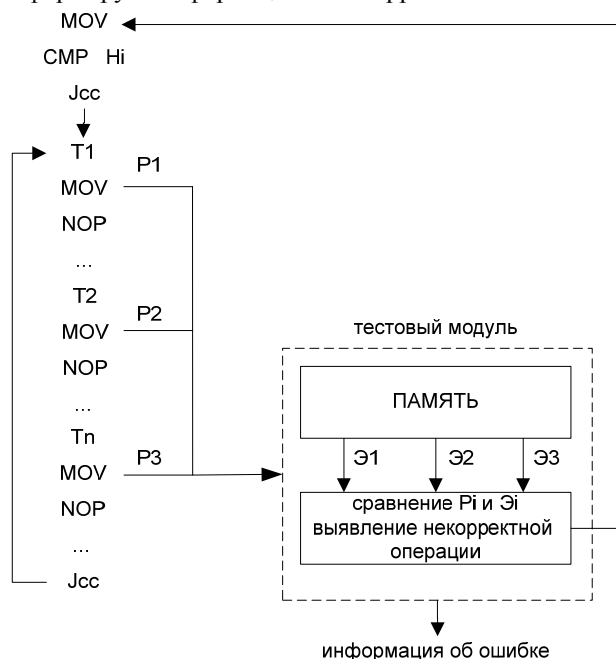 MOV
CMP Hi
Jcc
T1
P1
MOV
NOP
...
T2
P2
MOV
NOP
...
Tn
P3
MOV
NOP
...
Jcc
тестовый модуль
ПАМЯТЬ
Э1 Э2 Э3
сравнение Pi и Эi
выявление некорректной
операции
информация об ошибке